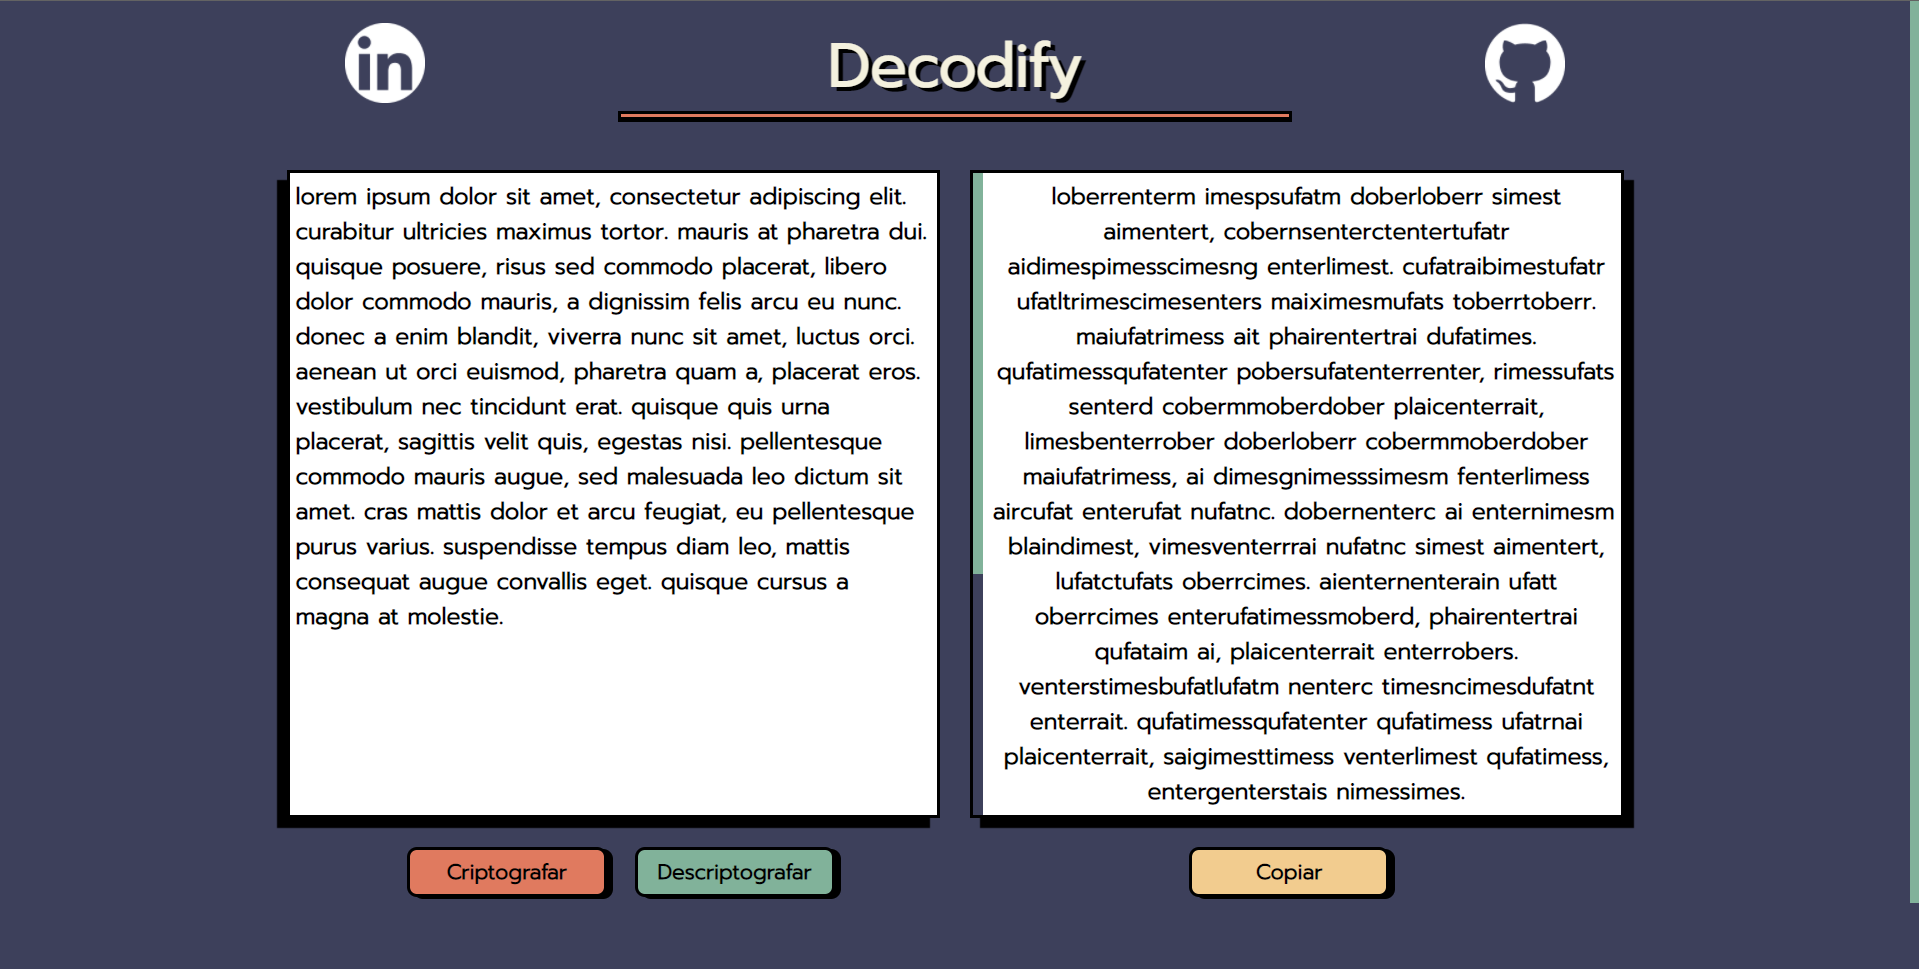 in
Decodify
lorem ipsum dolor sit amet, consectetur adipiscing elit.
curabitur ultricies maximus tortor. mauris at pharetra dui.
quisque posuere, risus sed commodo placerat, libero
dolor commodo mauris, a dignissim felis arcu eu nunc.
donec a enim blandit, viverra nunc sit amet, luctus orci.
aenean ut orci euismod, pharetra quam a, placerat eros.
vestibulum nec tincidunt erat. quisque quis urna
placerat, sagittis velit quis, egestas nisi. pellentesque
commodo mauris augue, sed malesuada leo dictum sit
amet. cras mattis dolor et arcu feugiat, eu pellentesque
purus varius. suspendisse tempus diam leo, mattis
consequat augue convallis eget. quisque cursus a
magna at molestie.
loberrenterm imespsufatm doberloberr simest
aimentert, cobernsenterctentertufatr
aidimespimesscimesng enterlimest. cufatraibimestufatr
ufatltrimescimesenters maiximesmufats toberrtoberr.
maiufatrimess ait phairentertrai dufatimes.
qufatimessqufatenter pobersufatenterrenter, rimessufats
senterd cobermmoberdober plaicenterrait,
limesbenterrober doberloberr cobermmoberdober
maiufatrimess, ai dimesgnimesssimesm fenterlimess
aircufat enterufat nufatnc. dobernenterc ai enternimesm
blaindimest, vimesventerrrai nufatnc simest aimentert,
lufatctufats oberrcimes. aienternenterain ufatt
oberrcimes enterufatimessmoberd, phairentertrai
qufataim ai, plaicenterrait enterrobers.
venterstimesbufatlufatm nenterc timesncimesdufatnt
enterrait. qufatimessqufatenter qufatimess ufatrnai
plaicenterrait, saigimesttimess venterlimest qufatimess,
entergenterstais nimessimes.
Criptografar
Descriptografar
Copiar